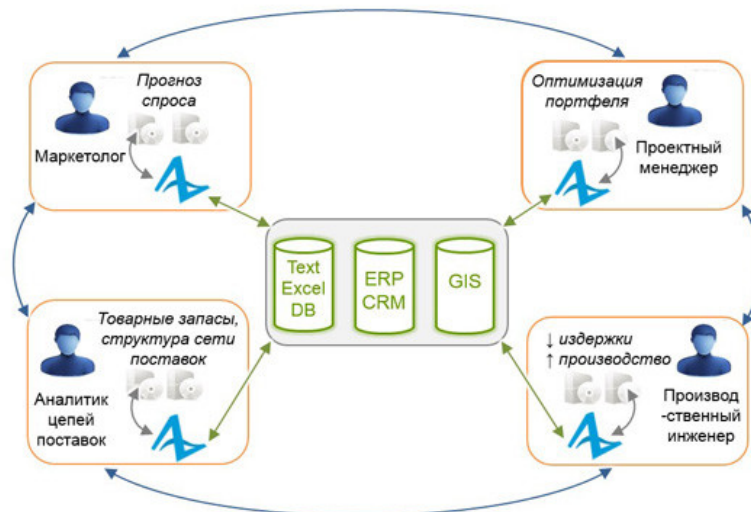 Прогноз
спроса
Маркетолог
Оптимизация
портфеля
Проектный
менеджер
Text
Excel
DB
ERP
CRM
GIS
Товарные запасы,
структура сети
поставок
Аналитик
цепей
поставок
↓ издержки
↑ производство
Производ
-ственный
инженер